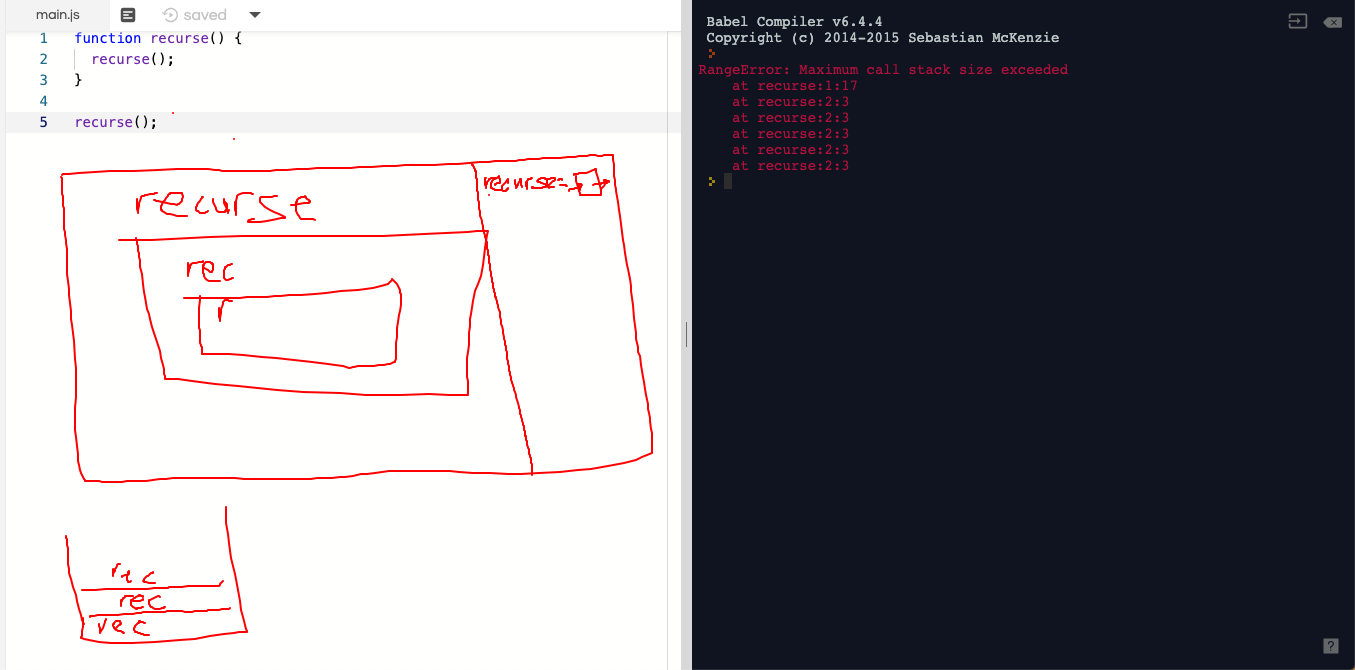 main.js saved
1 function recurse() {
2 recurse();
3 }
4
5 recurse();
recurse= 
recurse
rec
r
rec
rec
rec
Babel Compiler v6.4.4
Copyright (c) 2014-2015 Sebastian McKenzie
RangeError: Maximum call stack size exceeded
at recurse:1:17
at recurse:2:3
at recurse:2:3
at recurse:2:3
at recurse:2:3
at recurse:2:3
?